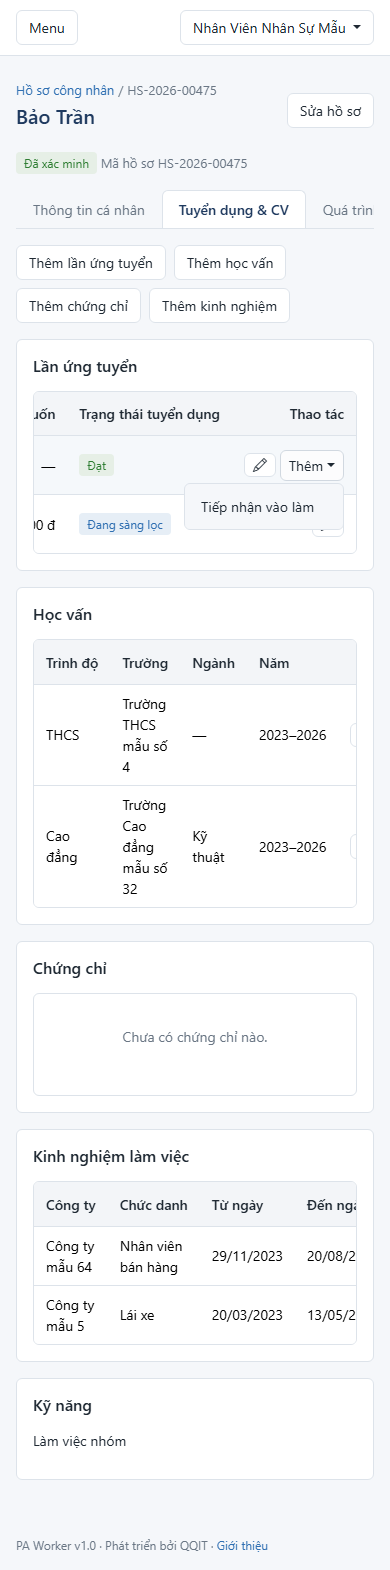 Menu
Nhân Viên Nhân Sự Mẫu
Hồ sơ công nhân / HS-2026-00475
Bảo Trần
Sửa hồ sơ
Đã xác minh Mã hồ sơ HS-2026-00475
Thông tin cá nhân Tuyển dụng & CV Quá trìn
Thêm lần ứng tuyển Thêm học vấn
Thêm chứng chỉ Thêm kinh nghiệm
Lần ứng tuyển
uốn Trạng thái tuyển dụng Thao tác
— Đạt Thêm
Tiếp nhận vào làm
00 đ Đang sàng lọc
Học vấn
Trình độ Trường Ngành Năm
THCS
Trường
THCS
mẫu số
4
—
2023–2026
Cao
đẳng
Trường
Cao
đẳng
mẫu số
32
Kỹ
thuật
2023–2026
Chứng chỉ
Chưa có chứng chỉ nào.
Kinh nghiệm làm việc
Công ty Chức danh Từ ngày Đến ngà
Công ty
mẫu 64
Nhân viên
bán hàng
29/11/2023
20/08/2
Công ty
mẫu 5
Lái xe
20/03/2023
13/05/2
Kỹ năng
Làm việc nhóm
PA Worker v1.0 · Phát triển bởi QQIT · Giới thiệu